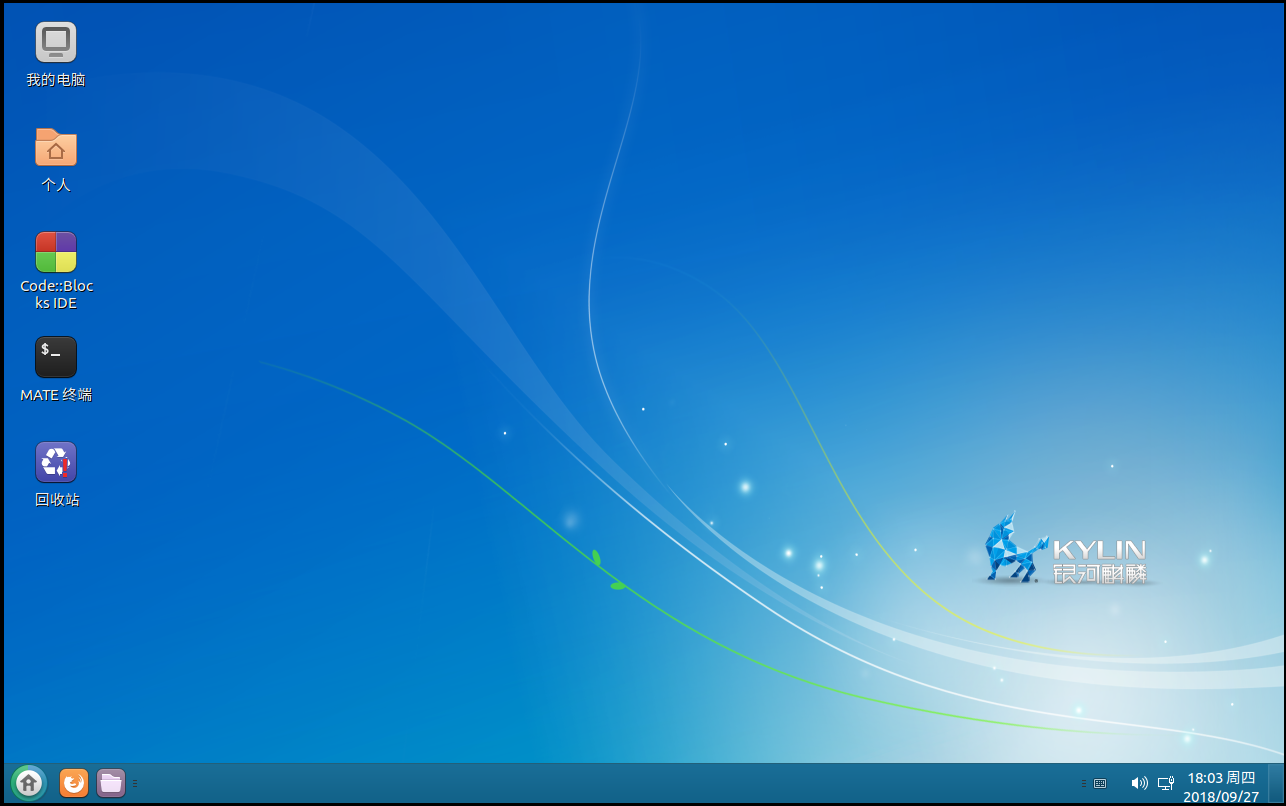 我的电脑
个人
Code::Bloc
ks IDE
$_
MATE 终端
回收站
KYLIN
银河麒麟
18:03 周四
2018/09/27